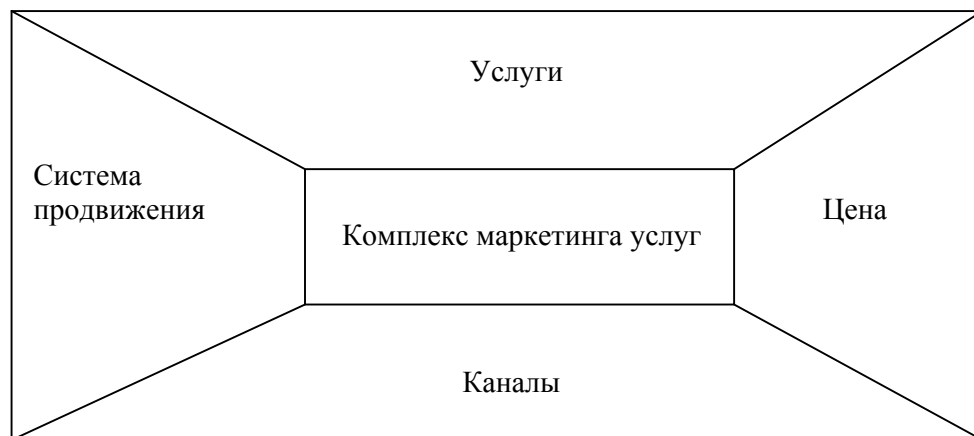 Услуги
Система
продвижения
Комплекс маркетинга услуг
Цена
Каналы